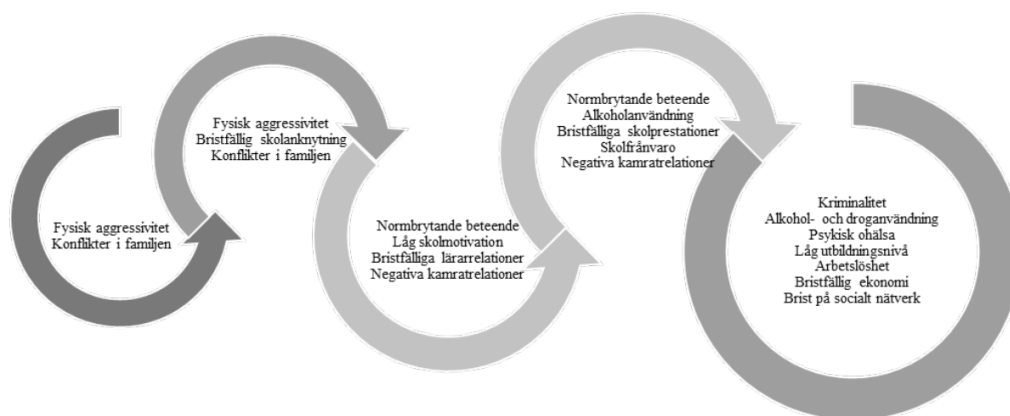 Fysisk aggressivitet
Konflikter i familjen
Fysisk aggressivitet
Bristfällig skolanknytning
Konflikter i familjen
Normbrytande beteende
Låg skolmotivation
Bristfälliga lärarrelationer
Negativa kamratrelationer
Normbrytande beteende
Alkoholanvändning
Bristfälliga skolprestationer
Skolfrånvaro
Negativa kamratrelationer
Kriminalitet
Alkohol- och droganvändning
Psykisk ohälsa
Låg utbildningsnivå
Arbetslöshet
Bristfällig ekonomi
Brist på socialt nätverk